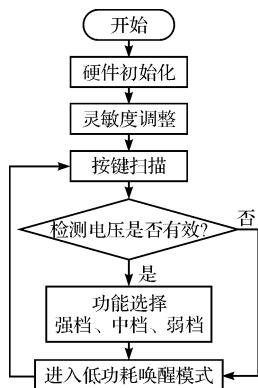 开始
硬件初始化
灵敏度调整
按键扫描
检测电压是否有效?
否
是
功能选择
强档、中档、弱档
进入低功耗唤醒模式